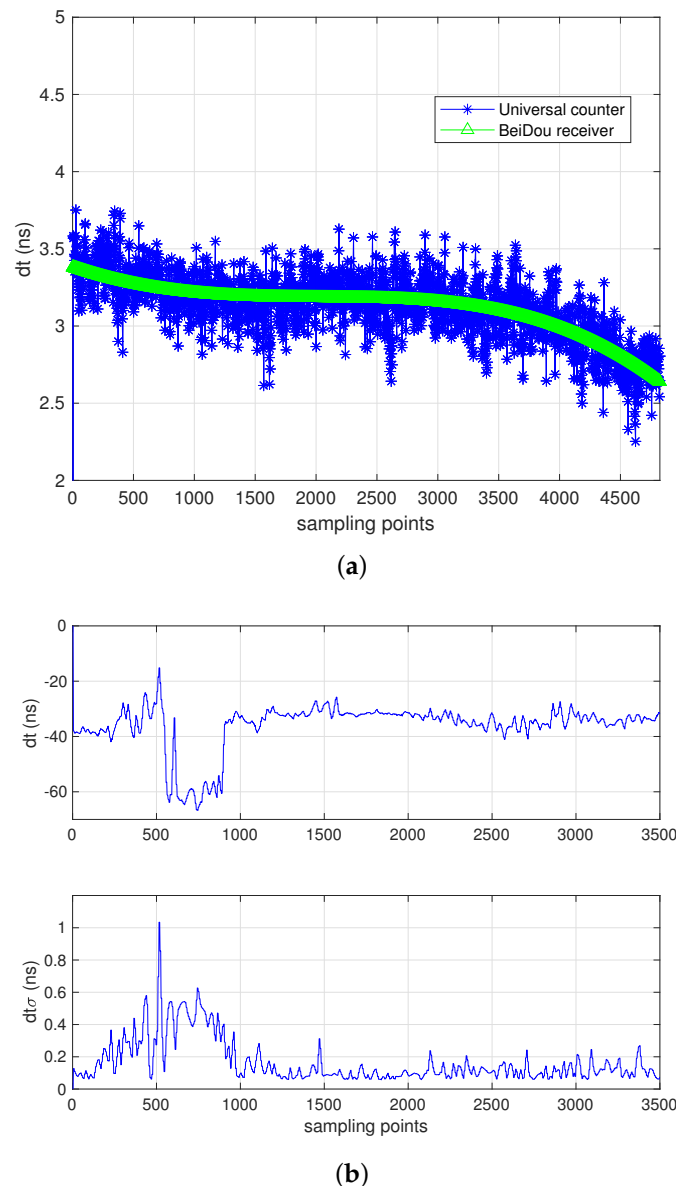 5
4.5
4
3.5
3
2.5
2
dt (ns)
Universal counter
BeiDou receiver
0 500 1000 1500 2000 2500 3000 3500 4000 4500
sampling points
(a)
0
-20
-40
-60
dt (ns)
0 500 1000 1500 2000 2500 3000 3500
1
0.8
0.6
0.4
0.2
0
dtσ (ns)
0 500 1000 1500 2000 2500 3000 3500
sampling points
(b)